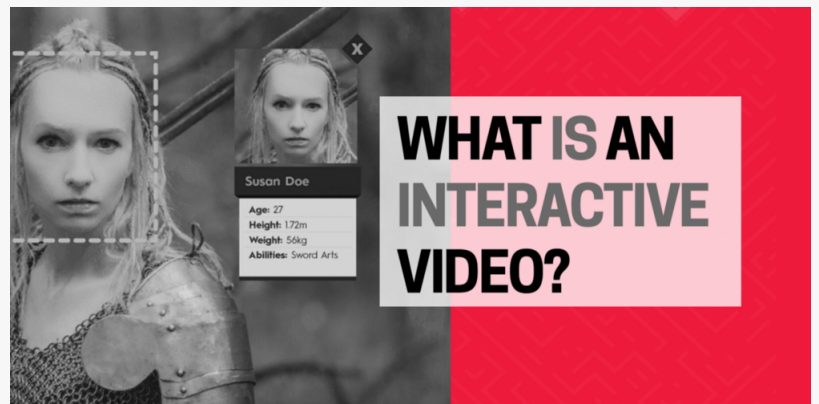 X
Susan Doe
Age: 27
Height: 1.72m
Weight: 56kg
Abilities: Sword Arts
WHAT IS AN
INTERACTIVE
VIDEO?